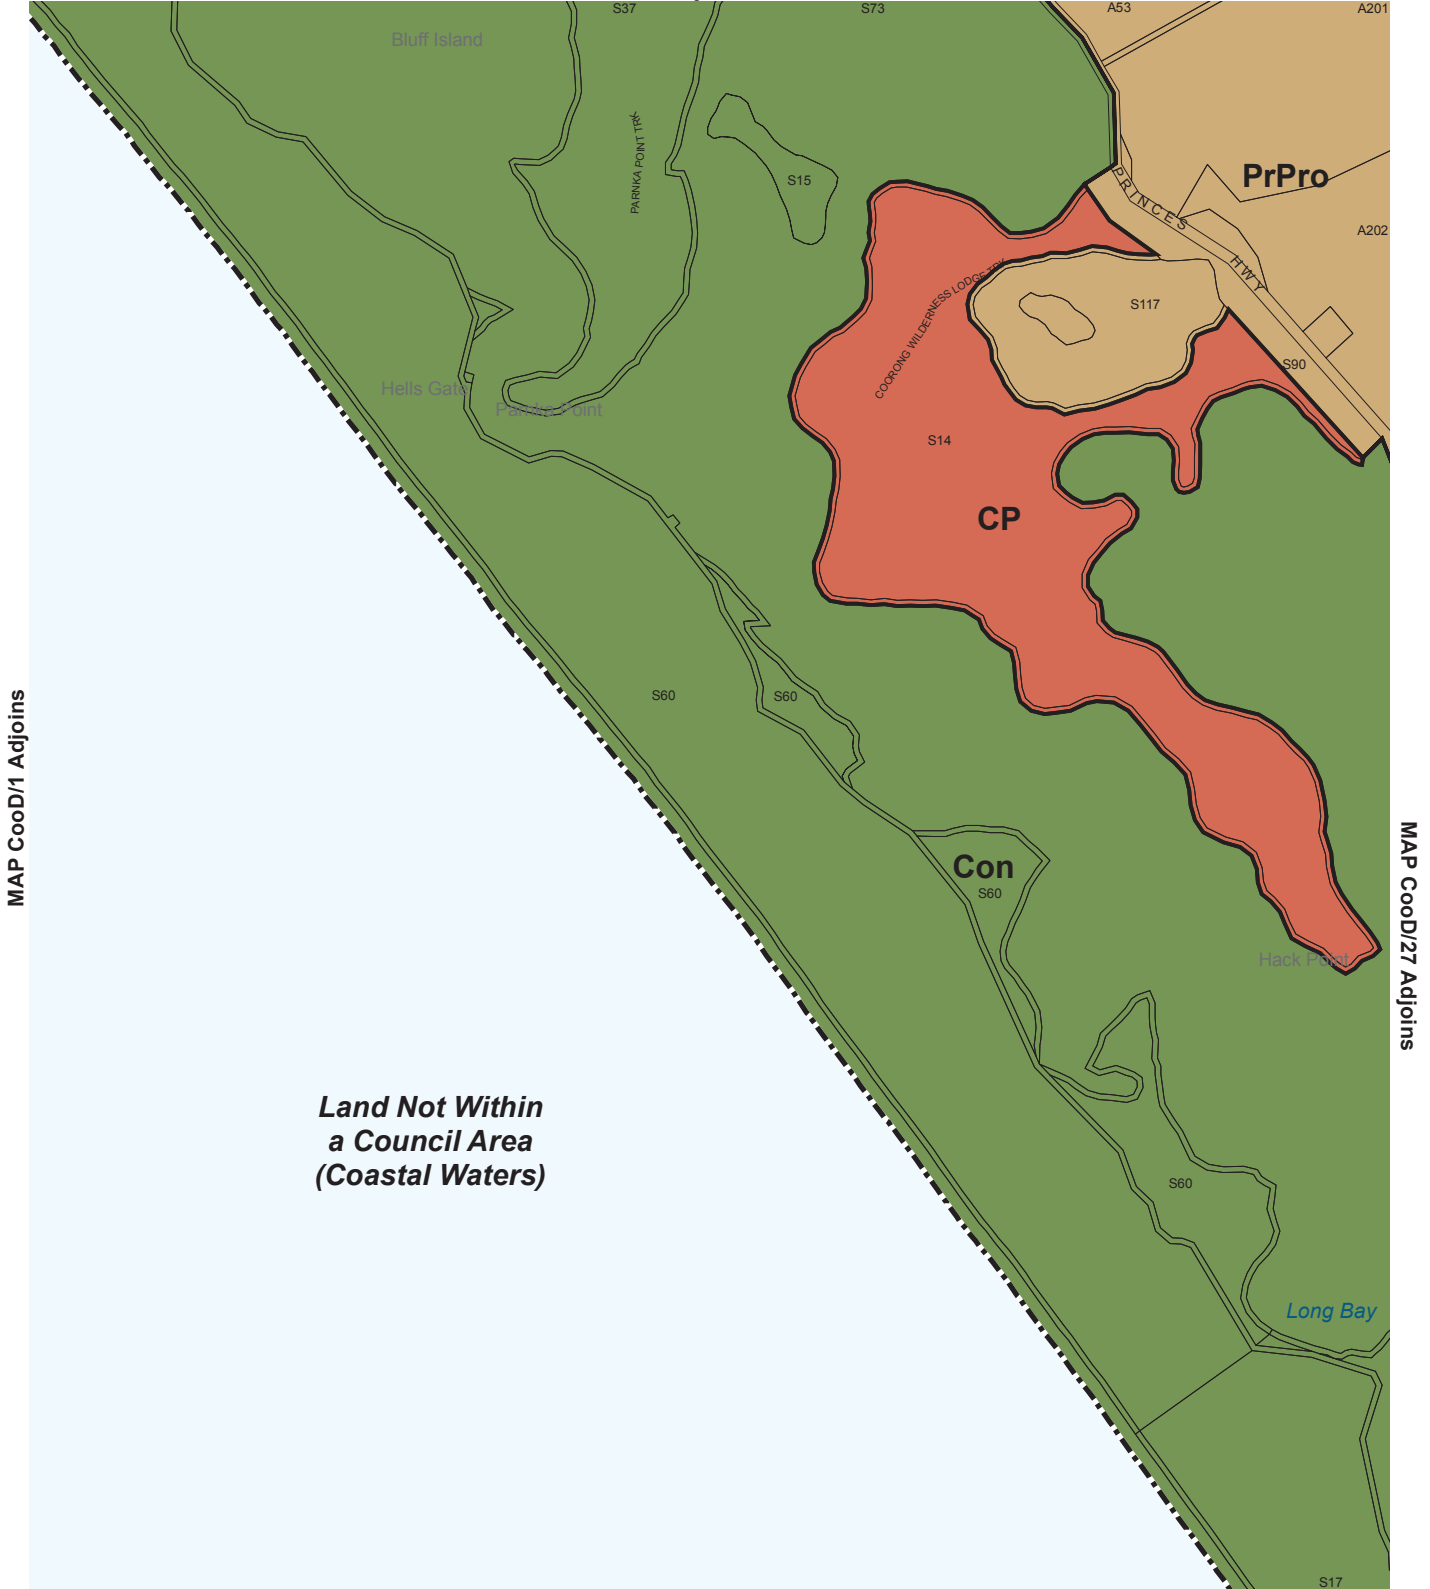 S37
S73
A53
A201
Bluff Island
PARNKA POINT TRK
S15
PrPro
PRINCES HWY
A202
COORONG WILDERNESS LODGE TRK
S117
S90
Hells Gate
Parnka Point
S14
CP
S60
S60
MAP CooD/1 Adjoins
MAP CooD/27 Adjoins
Con
S60
Hack Point
Land Not Within
a Council Area
(Coastal Waters)
S60
Long Bay
S17